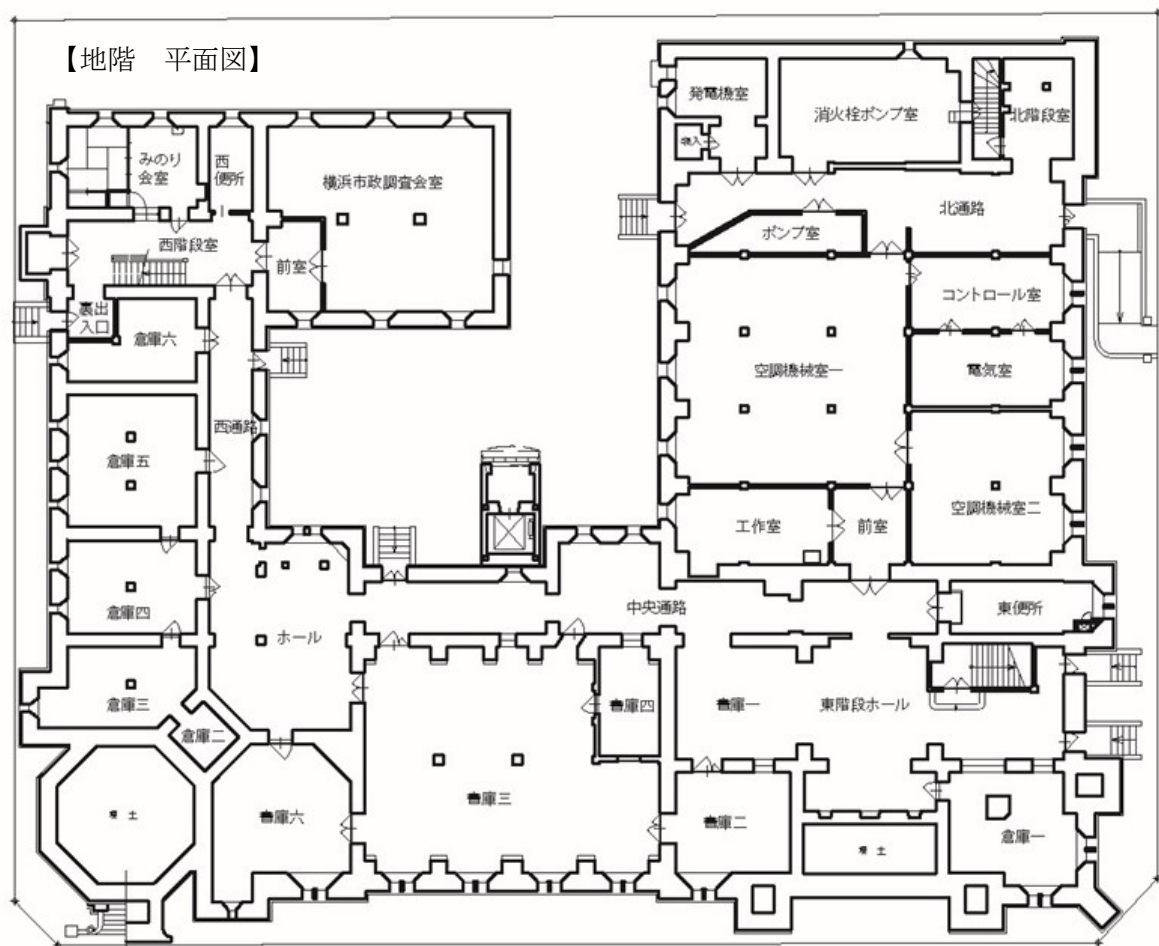 【地階　平面図】
発電機室
消火栓ポンプ室
北階段室
物入
みのり
会室
西
便所
横浜市政調査会室
北通路
ポンプ室
西階段室
前室
コントロール室
裏出
入口
倉庫六
空調機械室一
電気室
西通路
倉庫五
空調機械室二
工作室
前室
倉庫四
中央通路
東便所
ホール
倉庫三
書庫四
書庫一
東階段ホール
倉庫二
書庫三
書庫六
書庫二
倉庫一